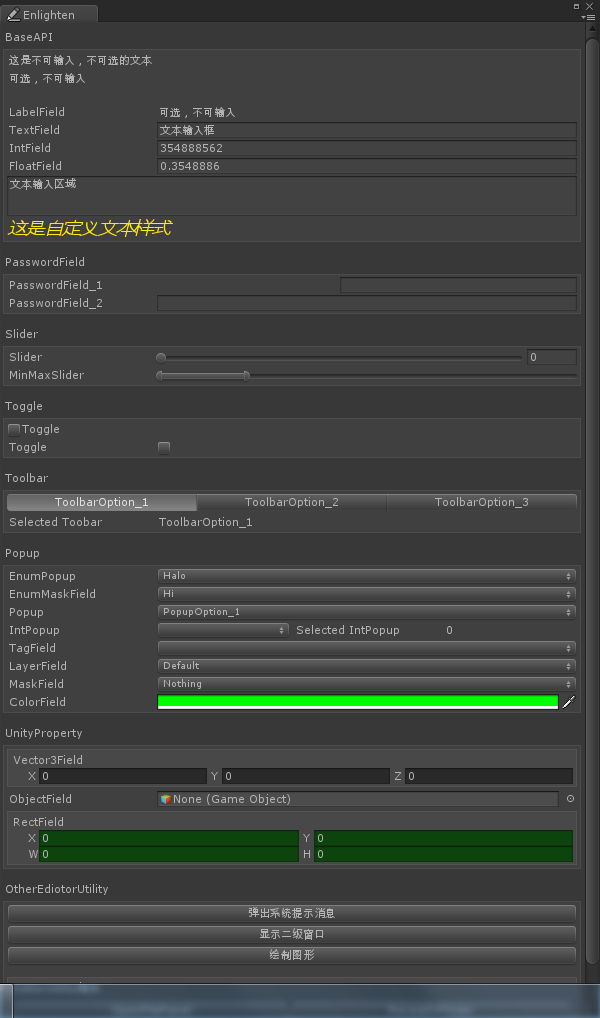 Enlighten
BaseAPI
这是不可输入，不可选的文本
可选，不可输入
LabelField 可选，不可输入
TextField 文本输入框
IntField 354888562
FloatField 0.3548886
文本输入区域
这是自定义文本样式
PasswordField
PasswordField_1
PasswordField_2
Slider
Slider 0
MinMaxSlider
Toggle
Toggle
Toggle
Toolbar
ToolbarOption_1 ToolbarOption_2 ToolbarOption_3
Selected Toobar ToolbarOption_1
Popup
EnumPopup Halo
EnumMaskField Hi
Popup PopupOption_1
IntPopup Selected IntPopup 0
TagField
LayerField Default
MaskField Nothing
ColorField
UnityProperty
Vector3Field
X 0 Y 0 Z 0
ObjectField None (Game Object)
RectField
X 0 Y 0
W 0 H 0
OtherEdiotorUtility
弹出系统提示消息
显示二级窗口
绘制图形